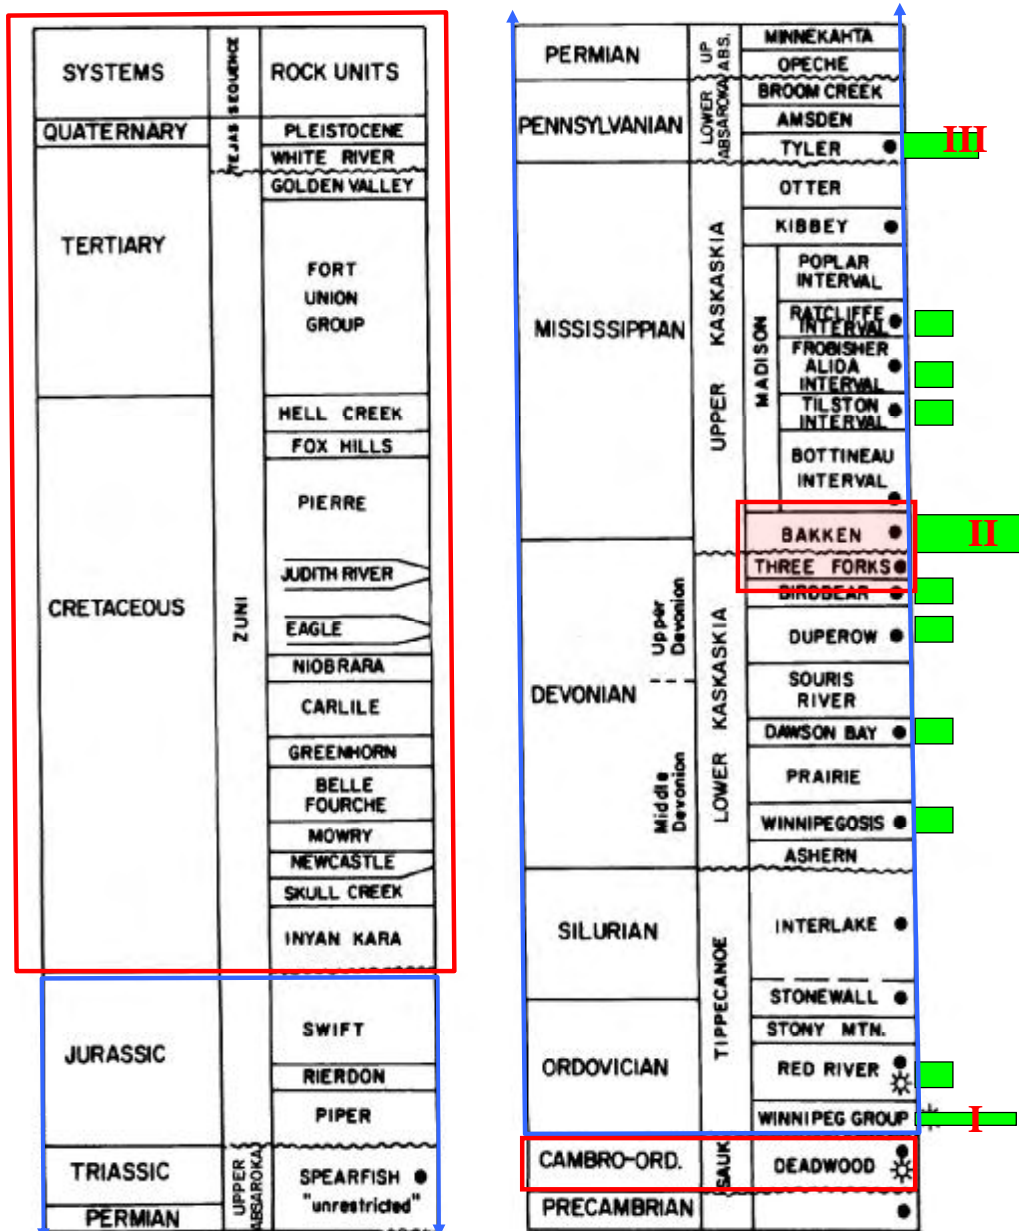 SYSTEMS
SEQUENCE
ROCK UNITS
QUATERNARY
TEJAS
PLEISTOCENE
WHITE RIVER
GOLDEN VALLEY
TERTIARY
FORT
UNION
GROUP
HELL CREEK
FOX HILLS
PIERRE
JUDITH RIVER
CRETACEOUS
ZUNI
EAGLE
NIOBRARA
CARLILE
GREENHORN
BELLE
FOURCHE
MOWRY
NEWCASTLE
SKULL CREEK
INYAN KARA
JURASSIC
SWIFT
RIERDON
PIPER
TRIASSIC
UPPER
ABSAROKA
SPEARFISH
"unrestricted"
PERMIAN
PERMIAN
UP
ABS.
MINNEKAHTA
OPECHE
PENNSYLVANIAN
LOWER
ABSAROKA
BROOM CREEK
AMSDEN
TYLER
III
MISSISSIPPIAN
UPPER KASKASKIA
OTTER
KIBBEY
MADISON
POPLAR
INTERVAL
RATCLIFFE
INTERVAL
FROBISHER
ALIDA
INTERVAL
TILSTON
INTERVAL
BOTTINEAU
INTERVAL
BAKKEN
II
THREE FORKS
BIRDBEAR
DEVONIAN
Upper
Devonion
Middle
Devonion
LOWER KASKASKIA
DUPEROW
SOURIS
RIVER
DAWSON BAY
PRAIRIE
WINNIPEGOSIS
ASHERN
SILURIAN
TIPPECANOE
INTERLAKE
STONEWALL
ORDOVICIAN
STONY MTN.
RED RIVER
WINNIPEG GROUP
I
CAMBRO-ORD.
SAUK
DEADWOOD
PRECAMBRIAN